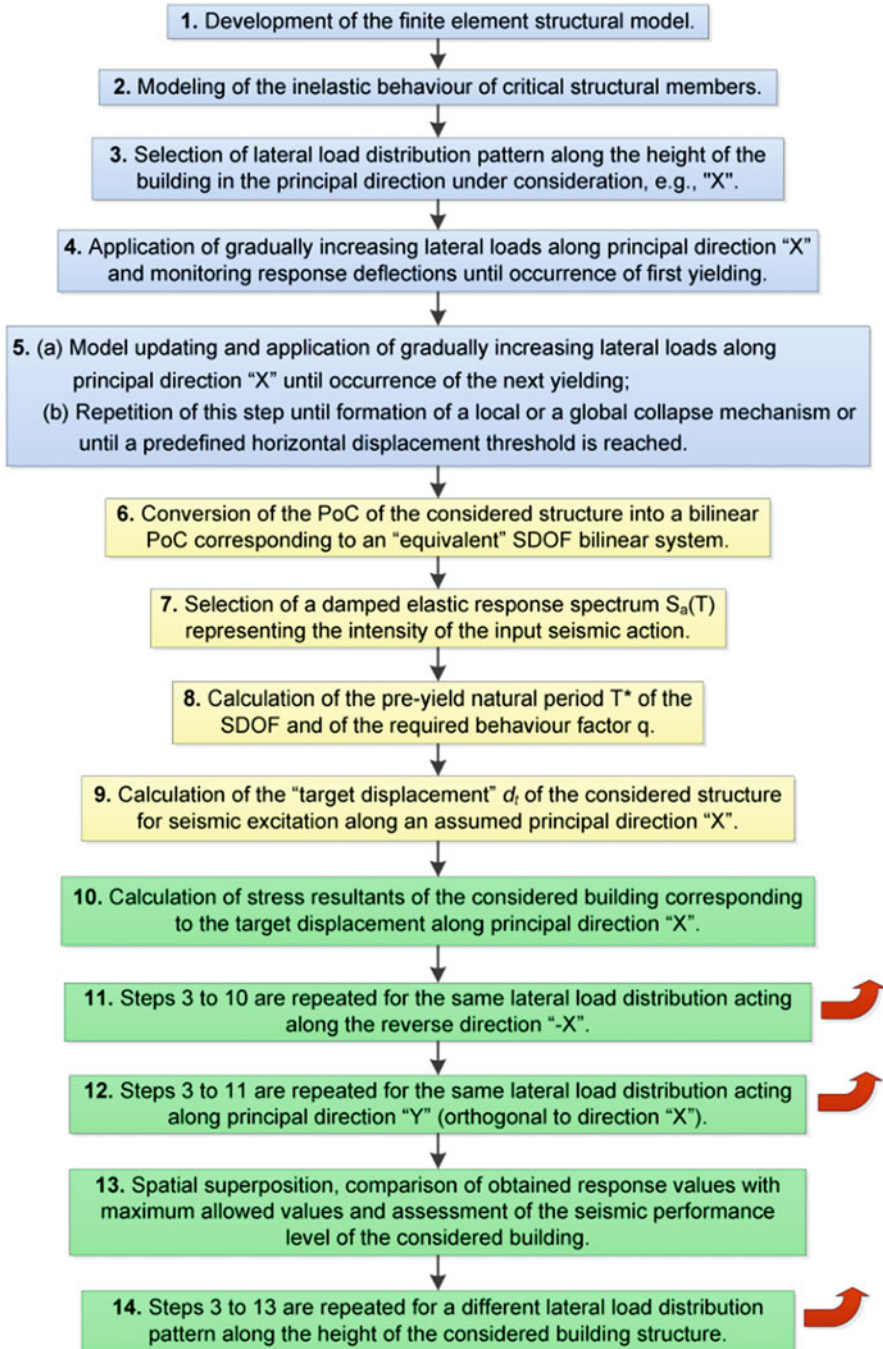 1. Development of the finite element structural model.
2. Modeling of the inelastic behaviour of critical structural members.
3. Selection of lateral load distribution pattern along the height of the
building in the principal direction under consideration, e.g., "X".
4. Application of gradually increasing lateral loads along principal direction “X”
and monitoring response deflections until occurrence of first yielding.
5. (a) Model updating and application of gradually increasing lateral loads along
principal direction “X” until occurrence of the next yielding;
(b) Repetition of this step until formation of a local or a global collapse mechanism or
until a predefined horizontal displacement threshold is reached.
6. Conversion of the PoC of the considered structure into a bilinear
PoC corresponding to an “equivalent” SDOF bilinear system.
7. Selection of a damped elastic response spectrum Sa(T)
representing the intensity of the input seismic action.
8. Calculation of the pre-yield natural period T* of the
SDOF and of the required behaviour factor q.
9. Calculation of the “target displacement” dt of the considered structure
for seismic excitation along an assumed principal direction “X”.
10. Calculation of stress resultants of the considered building corresponding
to the target displacement along principal direction “X”.
11. Steps 3 to 10 are repeated for the same lateral load distribution acting
along the reverse direction “-X”.
12. Steps 3 to 11 are repeated for the same lateral load distribution acting
along principal direction “Y” (orthogonal to direction “X”).
13. Spatial superposition, comparison of obtained response values with
maximum allowed values and assessment of the seismic performance
level of the considered building.
14. Steps 3 to 13 are repeated for a different lateral load distribution
pattern along the height of the considered building structure.